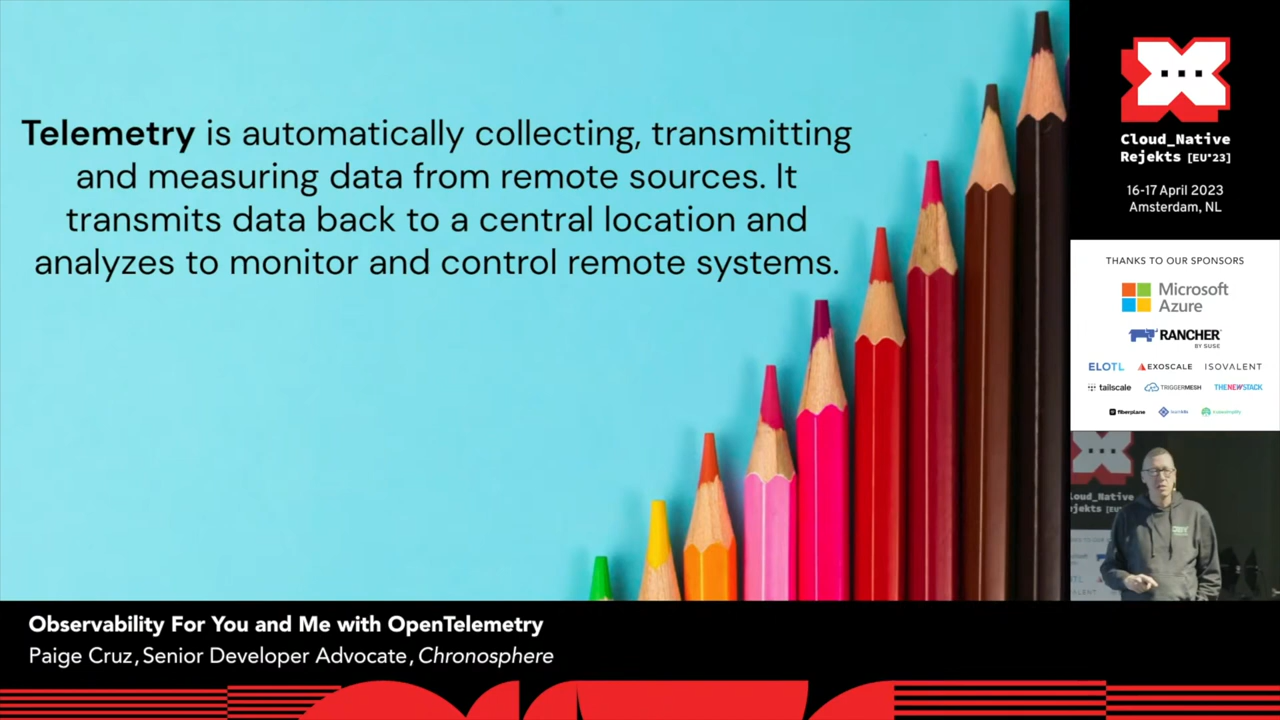 Telemetry is automatically collecting, transmitting
and measuring data from remote sources. It
transmits data back to a central location and
analyzes to monitor and control remote systems.
Cloud_Native
Rejekts [EU'23]
16-17 April 2023
Amsterdam, NL
THANKS TO OUR SPONSORS
Microsoft
Azure
RANCHER
BY SUSE
ELOTL EXOSCALE ISOVALENT
tailscale TRIGGERMESH THENEWSTACK
fiberplane
Observability For You and Me with OpenTelemetry
Paige Cruz, Senior Developer Advocate, Chronosphere